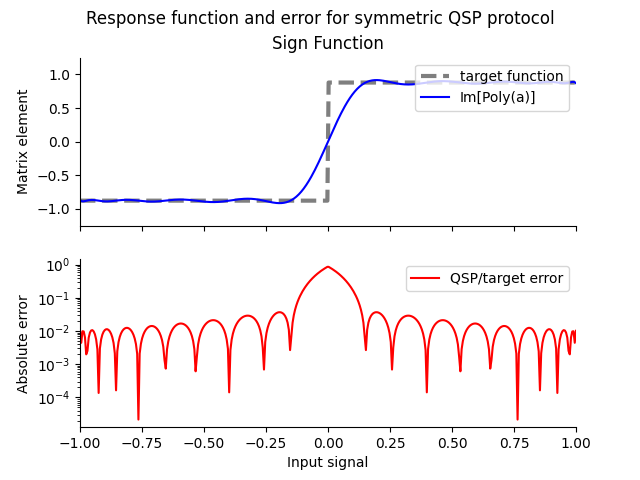 Response function and error for symmetric QSP protocol
Sign Function
Matrix element
1.0
0.5
0.0
−0.5
−1.0
target function
Im[Poly(a)]
Absolute error
10^0
10^−1
10^−2
10^−3
10^−4
QSP/target error
−1.00 −0.75 −0.50 −0.25 0.00 0.25 0.50 0.75 1.00
Input signal